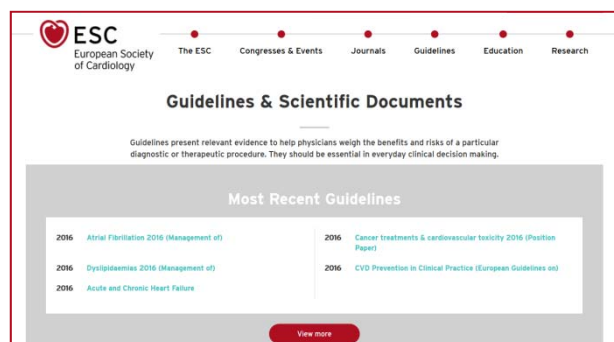 ESC
European Society
of Cardiology
The ESC
Congresses & Events
Journals
Guidelines
Education
Research
Guidelines & Scientific Documents
Guidelines present relevant evidence to help physicians weigh the benefits and risks of a particular
diagnostic or therapeutic procedure. They should be essential in everyday clinical decision making.
Most Recent Guidelines
2016 Atrial Fibrillation 2016 (Management of)
2016 Dyslipidaemias 2016 (Management of)
2016 Acute and Chronic Heart Failure
2016 Cancer treatments & cardiovascular toxicity 2016 (Position
Paper)
2016 CVD Prevention in Clinical Practice (European Guidelines on)
View more